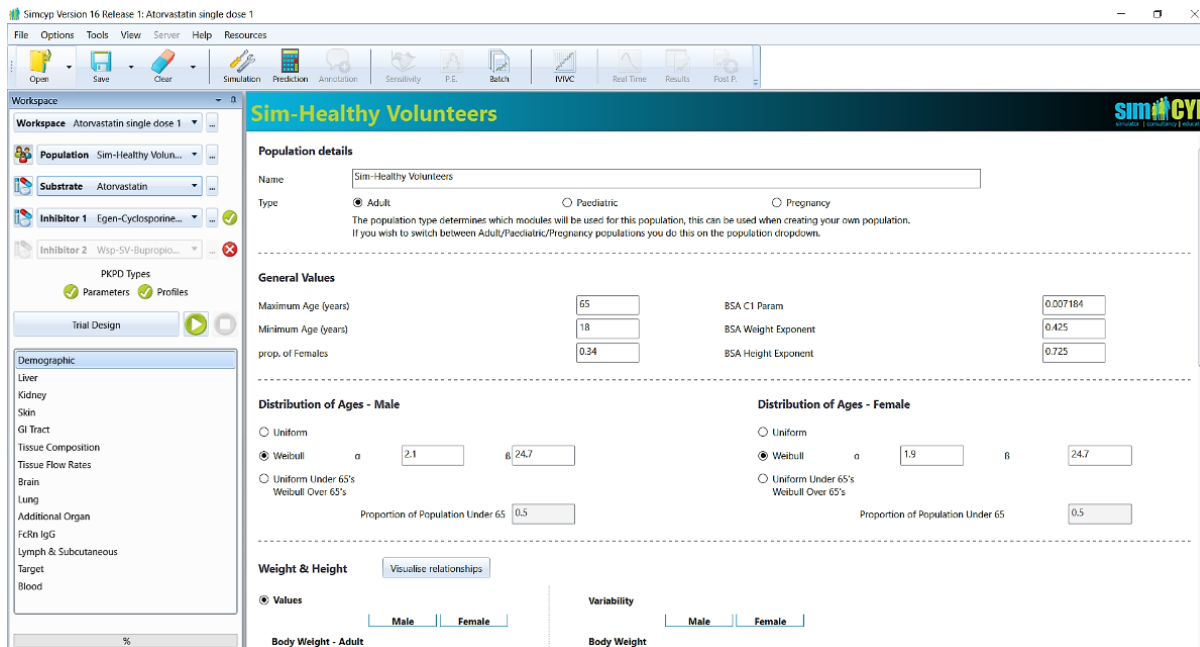 Simcyp Version 16 Release 1: Atorvastatin single dose 1
File Options Tools View Server Help Resources
Open Save Clear Simulation Prediction Annotation Sensitivity P.E. Batch IVIVC Real Time Results Post P.
Workspace
Workspace Atorvastatin single dose 1 ...
Population Sim-Healthy Volun... ...
Substrate Atorvastatin ...
Inhibitor 1 Egen-Cyclosporine... ...
Inhibitor 2 Wsp-SV-Bupropio... ...
PKPD Types
Parameters Profiles
Trial Design
Demographic
Liver
Kidney
Skin
GI Tract
Tissue Composition
Tissue Flow Rates
Brain
Lung
Additional Organ
FcRn IgG
Lymph & Subcutaneous
Target
Blood
%
Sim-Healthy Volunteers
simCY
simulator | consultancy | educat
Population details
Name Sim-Healthy Volunteers
Type Adult Paediatric Pregnancy
The population type determines which modules will be used for this population, this can be used when creating your own population.
If you wish to switch between Adult/Paediatric/Pregnancy populations you do this on the population dropdown.
General Values
Maximum Age (years) 65 BSA C1 Param 0.007184
Minimum Age (years) 18 BSA Weight Exponent 0.425
prop. of Females 0.34 BSA Height Exponent 0.725
Distribution of Ages - Male Distribution of Ages - Female
Uniform Uniform
Weibull α 2.1 ß 24.7 Weibull α 1.9 ß 24.7
Uniform Under 65's Uniform Under 65's
Weibull Over 65's Weibull Over 65's
Proportion of Population Under 65 0.5 Proportion of Population Under 65 0.5
Weight & Height Visualise relationships
Values Variability
Male Female Male Female
Body Weight - Adult Body Weight